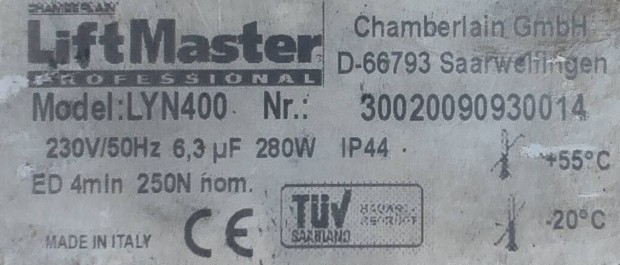 CHAMBERLAIN
LiftMaster
PROFESSIONAL
Chamberlain GmbH
D-66793 Saarwellingen
Model:LYN400 Nr.: 30020090930014
230V/50Hz 6,3 µF 280W IP44
+55°C
ED 4min 250N nom.
-20°C
MADE IN ITALY
CE
TÜV
SAARLAND